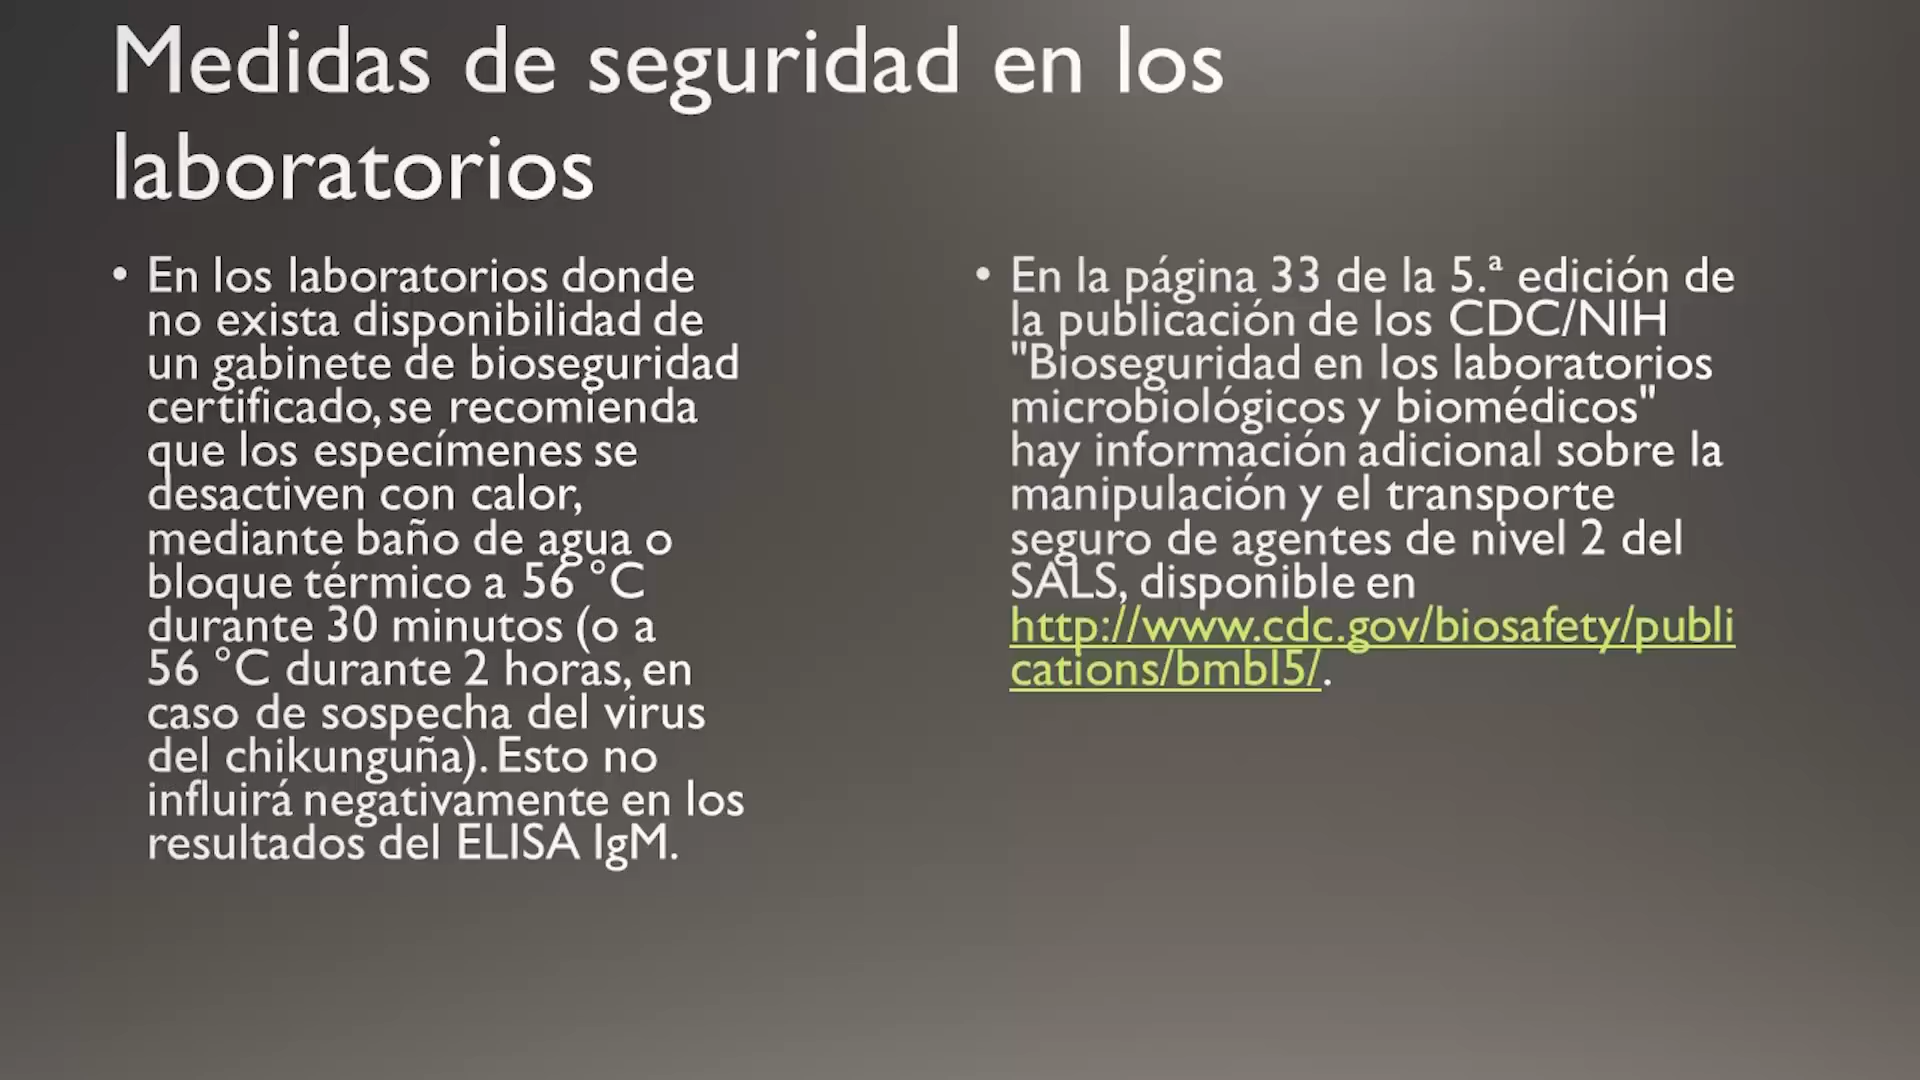 Medidas de seguridad en los
laboratorios
• En los laboratorios donde
no exista disponibilidad de
un gabinete de bioseguridad
certificado, se recomienda
que los especímenes se
desactiven con calor,
mediante baño de agua o
bloque térmico a 56 °C
durante 30 minutos (o a
56 °C durante 2 horas, en
caso de sospecha del virus
del chikunguña). Esto no
influirá negativamente en los
resultados del ELISA IgM.
• En la página 33 de la 5.ª edición de
la publicación de los CDC/NIH
"Bioseguridad en los laboratorios
microbiológicos y biomédicos"
hay información adicional sobre la
manipulación y el transporte
seguro de agentes de nivel 2 del
SALS, disponible en
http://www.cdc.gov/biosafety/publi
cations/bmbl5/.